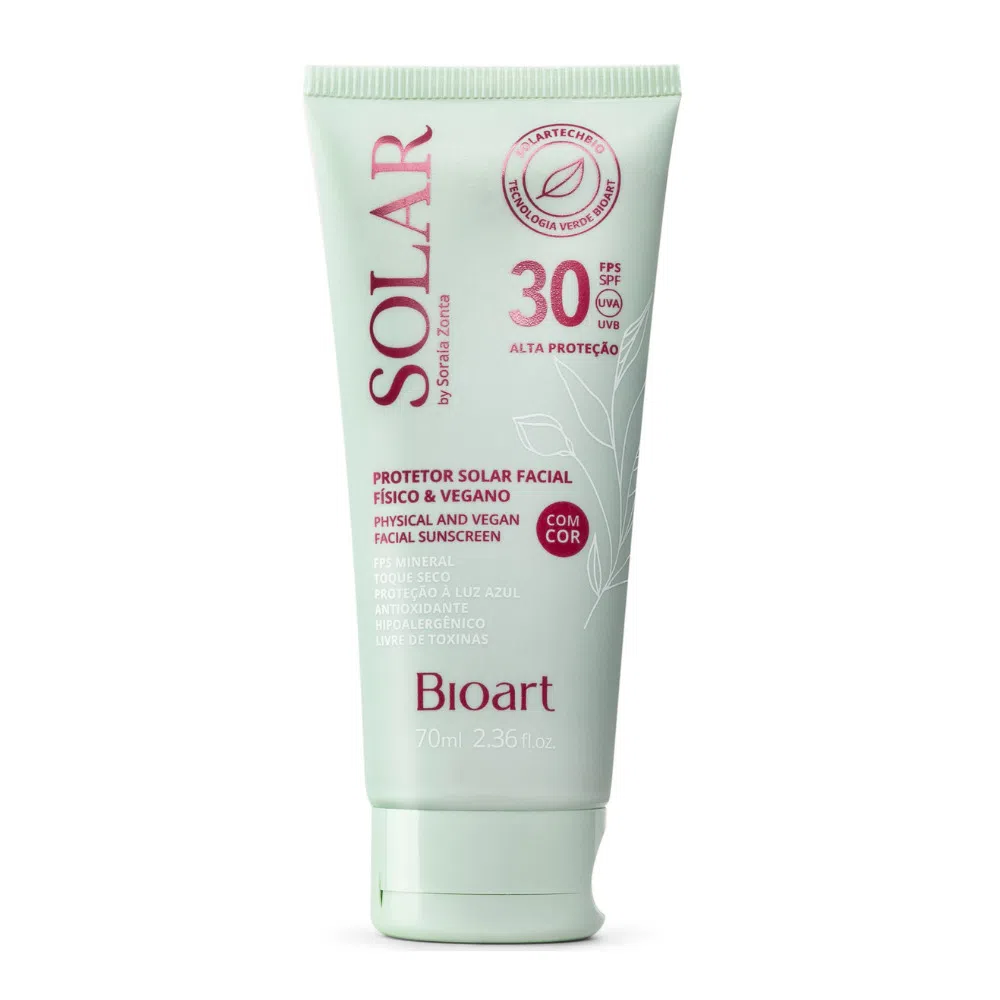 SOLAR
by Soraia Zonta
SOLARTECHBIO
TECNOLOGIA VERDE BIOART
30
FPS
SPF
UVA
UVB
ALTA PROTEÇÃO
PROTETOR SOLAR FACIAL
FÍSICO & VEGANO
PHYSICAL AND VEGAN
FACIAL SUNSCREEN
COM
COR
FPS MINERAL
TOQUE SECO
PROTEÇÃO À LUZ AZUL
ANTIOXIDANTE
HIPOALERGÊNICO
LIVRE DE TOXINAS
Bioart
70ml 2.36 fl.oz.